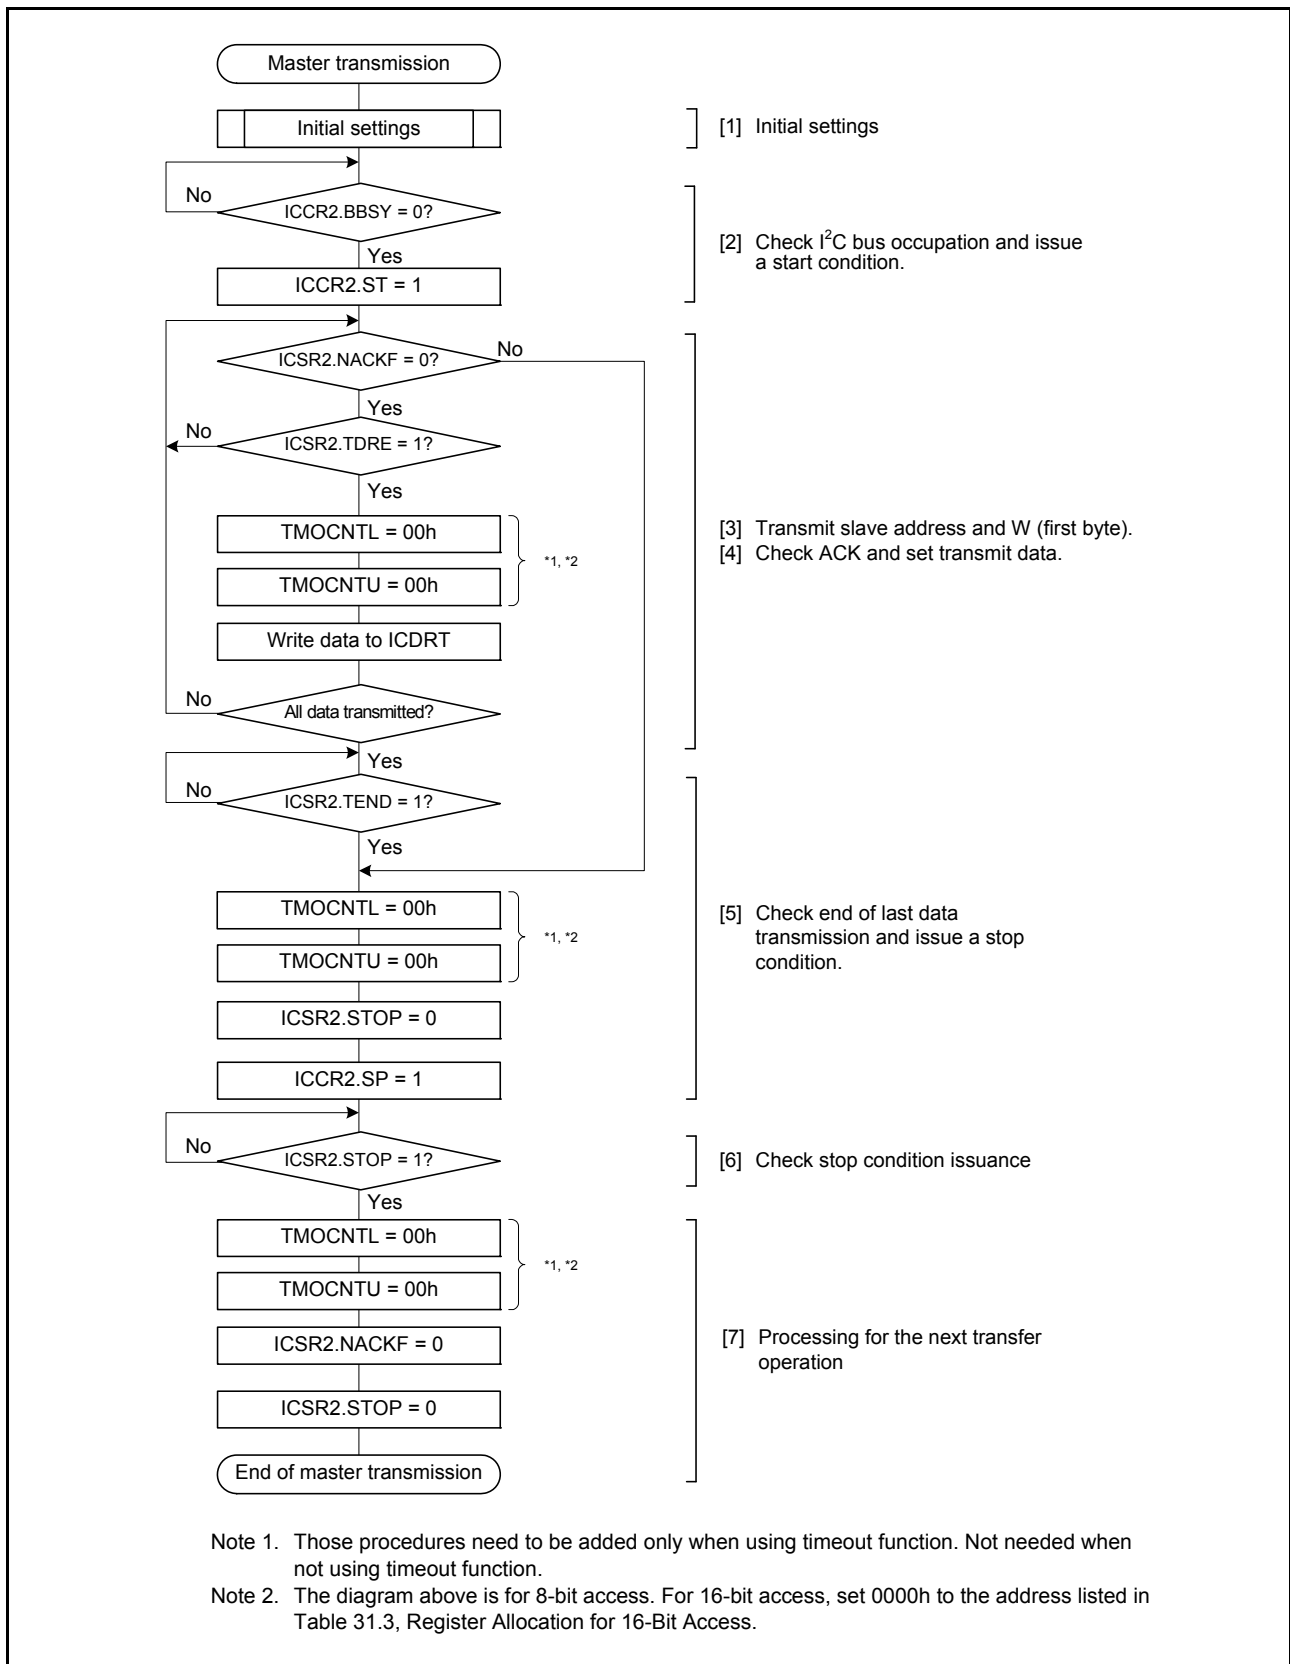 Master transmission
Initial settings
[1] Initial settings
No
ICCR2.BBSY = 0?
Yes
[2] Check I²C bus occupation and issue
a start condition.
ICCR2.ST = 1
ICSR2.NACKF = 0?
No
Yes
No
ICSR2.TDRE = 1?
Yes
TMOCNTL = 00h
*1, *2
TMOCNTU = 00h
[3] Transmit slave address and W (first byte).
[4] Check ACK and set transmit data.
Write data to ICDRT
No
All data transmitted?
Yes
No
ICSR2.TEND = 1?
Yes
TMOCNTL = 00h
*1, *2
TMOCNTU = 00h
[5] Check end of last data
transmission and issue a stop
condition.
ICSR2.STOP = 0
ICCR2.SP = 1
No
ICSR2.STOP = 1?
[6] Check stop condition issuance
Yes
TMOCNTL = 00h
*1, *2
TMOCNTU = 00h
ICSR2.NACKF = 0
[7] Processing for the next transfer
operation
ICSR2.STOP = 0
End of master transmission
Note 1. Those procedures need to be added only when using timeout function. Not needed when
not using timeout function.
Note 2. The diagram above is for 8-bit access. For 16-bit access, set 0000h to the address listed in
Table 31.3, Register Allocation for 16-Bit Access.